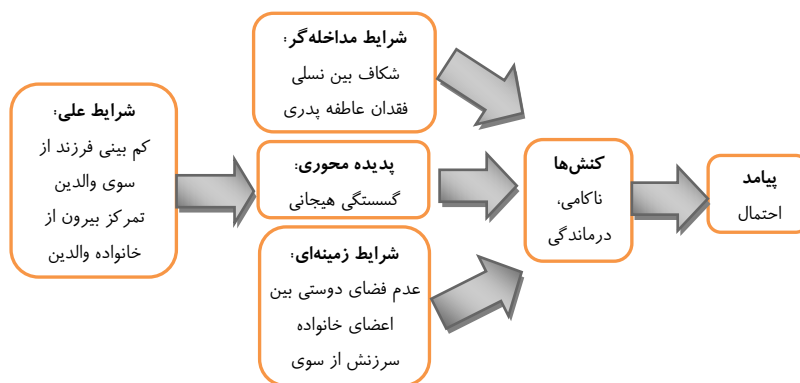 شرایط علی:
کم بینی فرزند از
سوی والدین
تمرکز بیرون از
خانواده والدین
شرایط مداخله‌گر:
شکاف بین نسلی
فقدان عاطفه پدری
پدیده محوری:
گسستگی هیجانی
شرایط زمینه‌ای:
عدم فضای دوستی بین
اعضای خانواده
سرزنش از سوی
کنش‌ها
ناکامی،
درماندگی
پیامد
احتمال